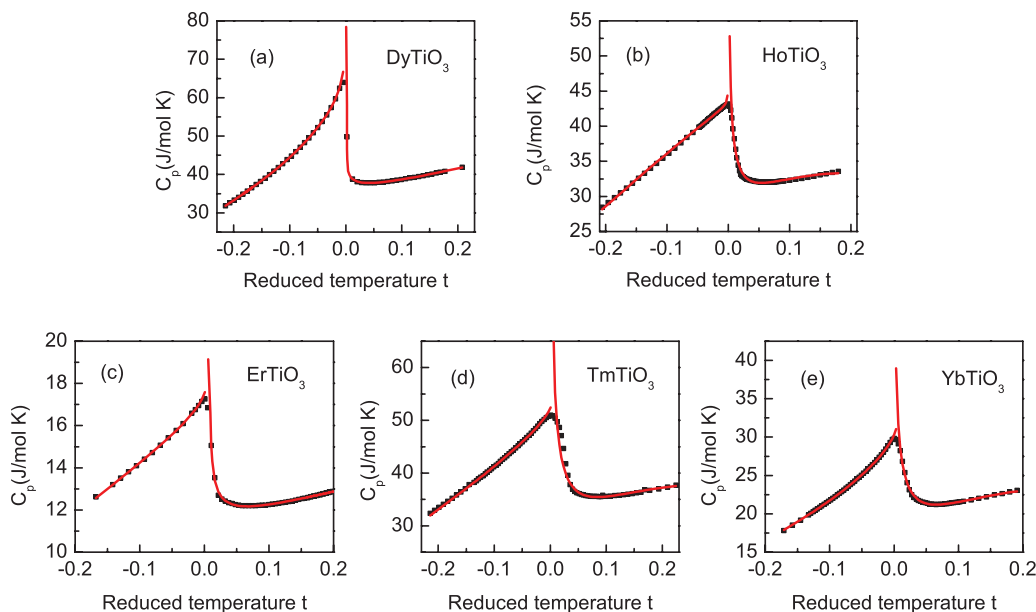 (a)
DyTiO3
80
70
60
50
40
30
Cp(J/mol K)
-0.2 -0.1 0.0 0.1 0.2
Reduced temperature t
(b)
HoTiO3
55
50
45
40
35
30
25
Cp(J/mol K)
-0.2 -0.1 0.0 0.1 0.2
Reduced temperature t
(c)
ErTiO3
20
18
16
14
12
10
Cp(J/mol K)
-0.2 -0.1 0.0 0.1 0.2
Reduced temperature t
(d)
TmTiO3
60
50
40
30
Cp(J/mol K)
-0.2 -0.1 0.0 0.1 0.2
Reduced temperature t
(e)
YbTiO3
40
35
30
25
20
15
Cp(J/mol K)
-0.2 -0.1 0.0 0.1 0.2
Reduced temperature t